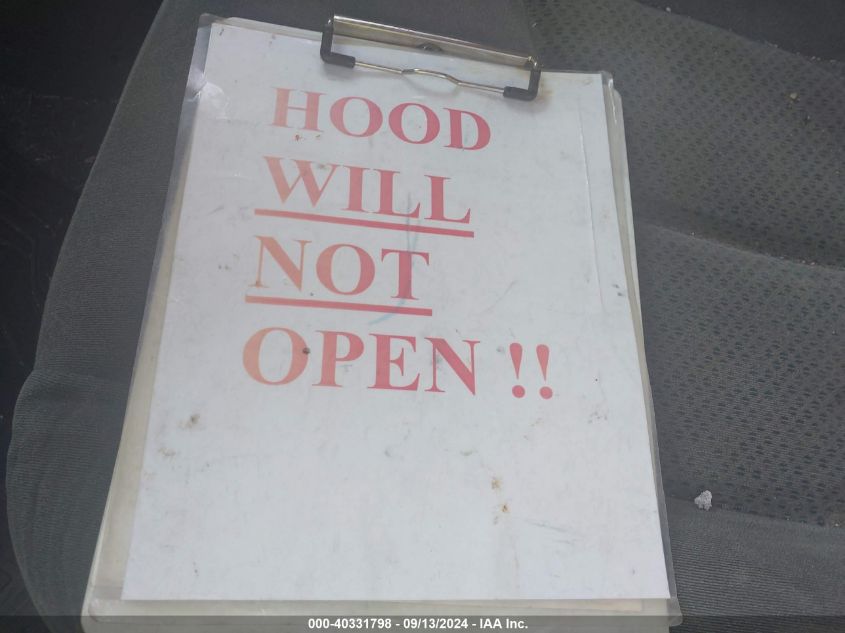 HOOD
WILL
NOT
OPEN !!
000-40331798 - 09/13/2024 - IAA Inc.